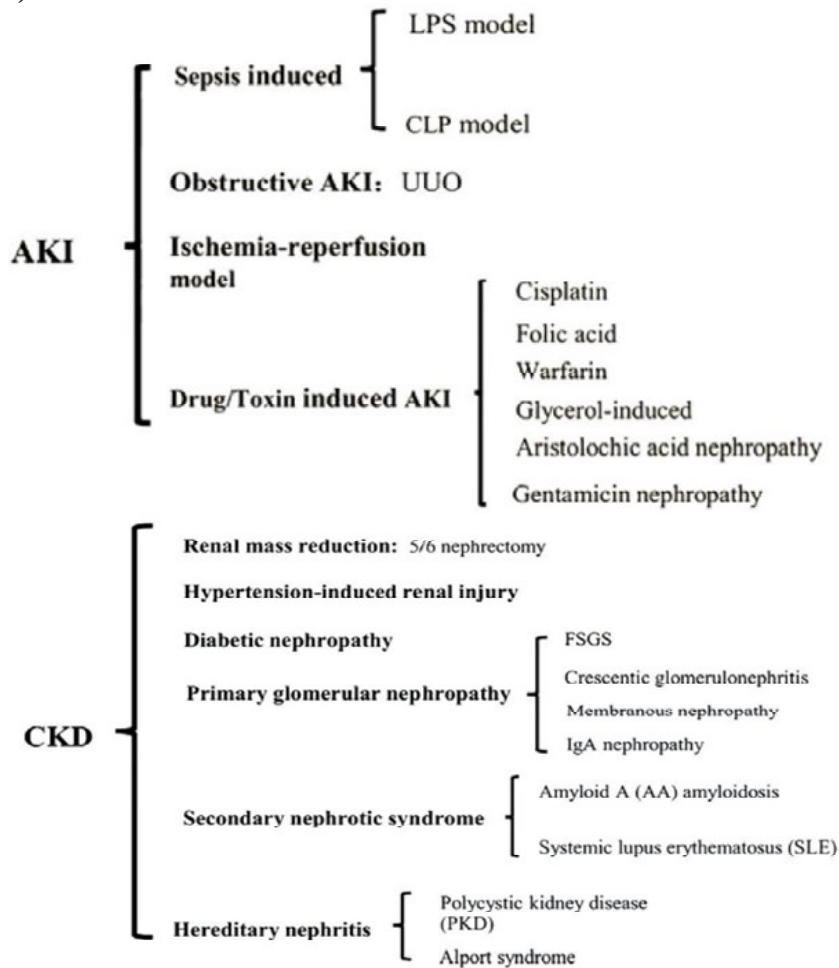 )
LPS model
Sepsis induced
CLP model
Obstructive AKI: UUO
AKI
Ischemia-reperfusion
model
Cisplatin
Folic acid
Warfarin
Drug/Toxin induced AKI
Glycerol-induced
Aristolochic acid nephropathy
Gentamicin nephropathy
Renal mass reduction: 5/6 nephrectomy
Hypertension-induced renal injury
Diabetic nephropathy
FSGS
Crescentic glomerulonephritis
Primary glomerular nephropathy
Membranous nephropathy
CKD
IgA nephropathy
Amyloid A (AA) amyloidosis
Secondary nephrotic syndrome
Systemic lupus erythematosus (SLE)
Polycystic kidney disease
(PKD)
Hereditary nephritis
Alport syndrome